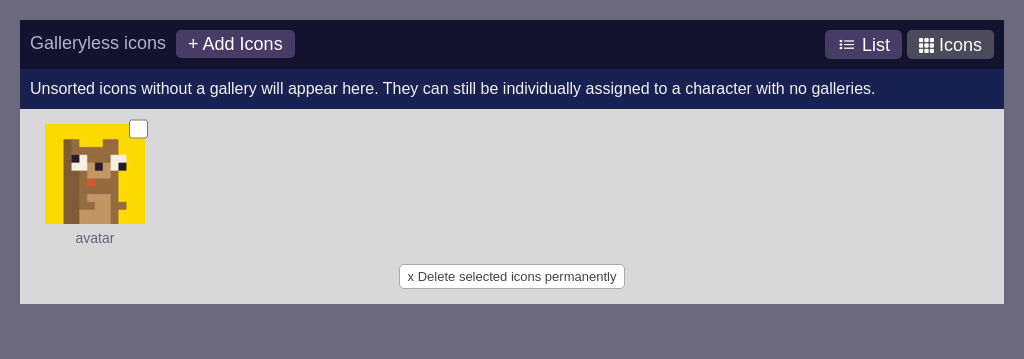 Galleryless icons
+ Add Icons
List
Icons
Unsorted icons without a gallery will appear here. They can still be individually assigned to a character with no galleries.
avatar
x Delete selected icons permanently